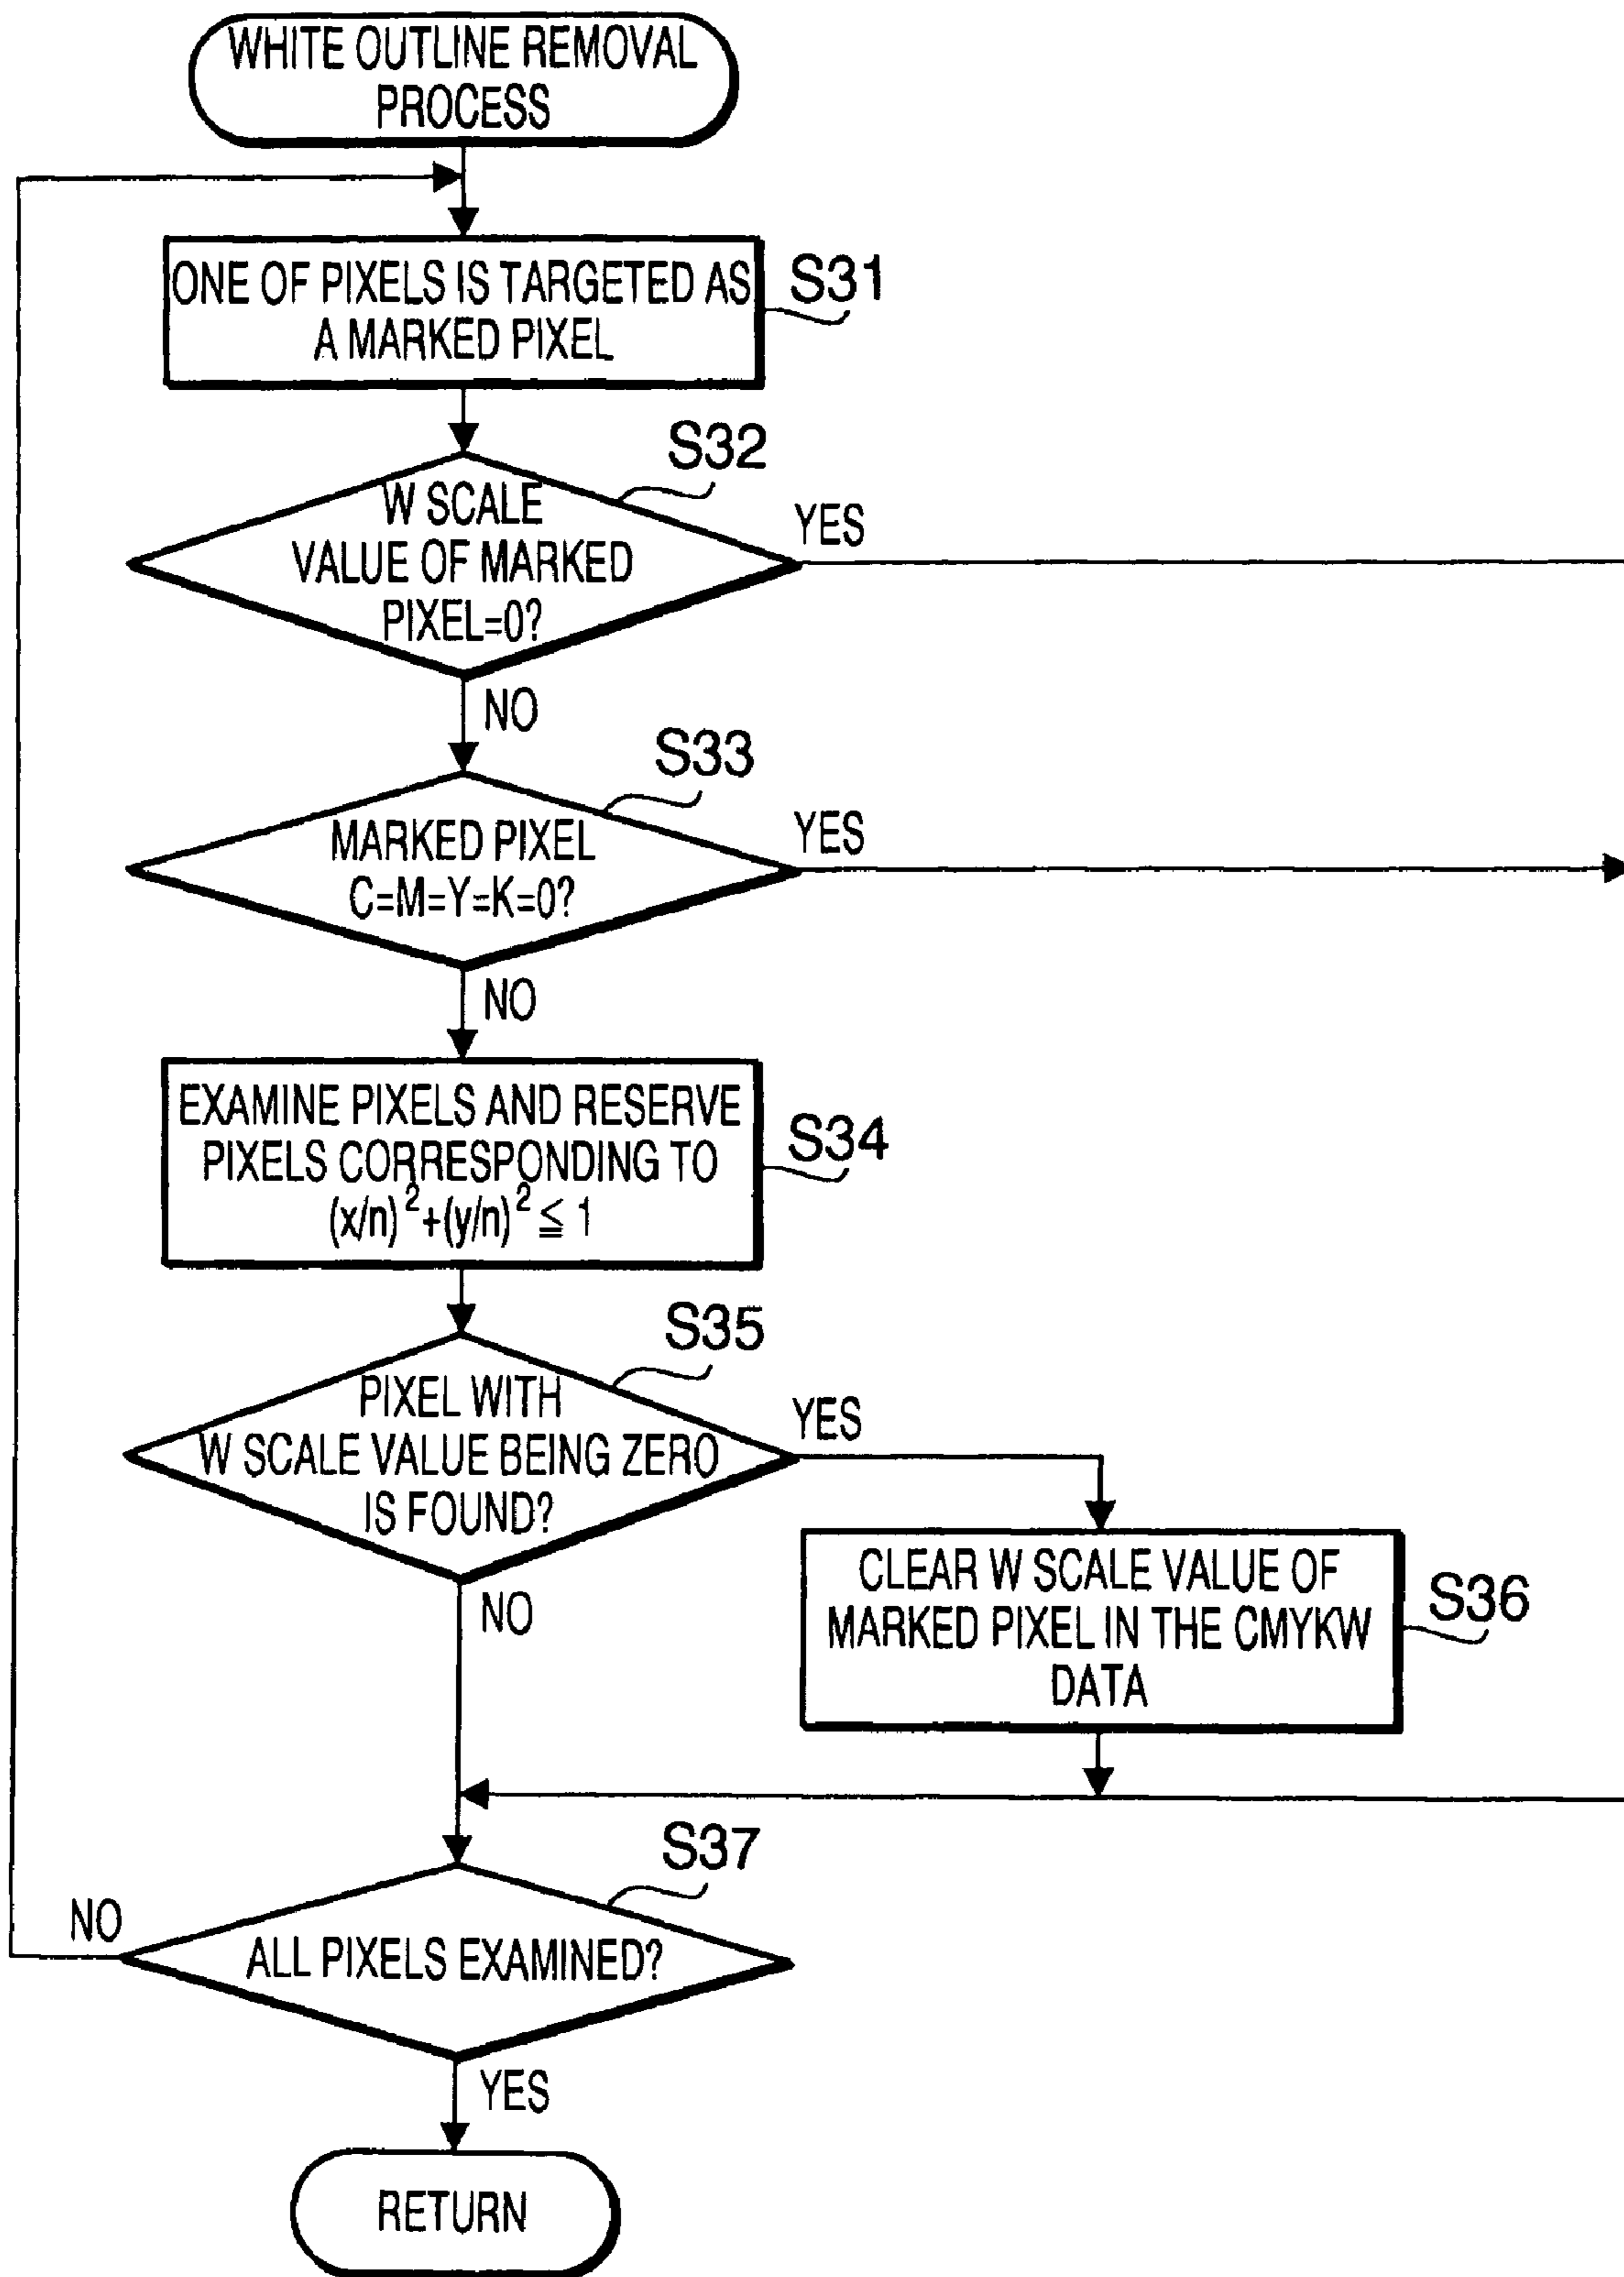 WHITE OUTLINE REMOVAL
PROCESS
ONE OF PIXELS IS TARGETED AS
A MARKED PIXEL
S31
S32
W SCALE
VALUE OF MARKED
PIXEL=0?
YES
NO
S33
MARKED PIXEL
C=M=Y=K=0?
YES
NO
EXAMINE PIXELS AND RESERVE
PIXELS CORRESPONDING TO
(x/n)²+(y/n)² ≦ 1
S34
S35
PIXEL WITH
W SCALE VALUE BEING ZERO
IS FOUND?
YES
NO
CLEAR W SCALE VALUE OF
MARKED PIXEL IN THE CMYKW
DATA
S36
S37
ALL PIXELS EXAMINED?
NO
YES
RETURN